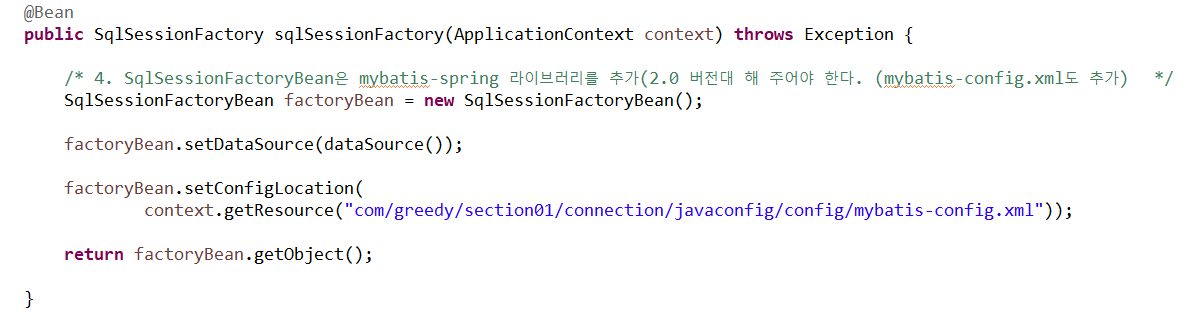 @Bean
public SqlSessionFactory sqlSessionFactory(ApplicationContext context) throws Exception {
/* 4. SqlSessionFactoryBean은 mybatis-spring 라이브러리를 추가(2.0 버전대 해 주어야 한다. (mybatis-config.xml도 추가)   */
SqlSessionFactoryBean factoryBean = new SqlSessionFactoryBean();
factoryBean.setDataSource(dataSource());
factoryBean.setConfigLocation(
context.getResource("com/greedy/section01/connection/javaconfig/config/mybatis-config.xml"));
return factoryBean.getObject();
}